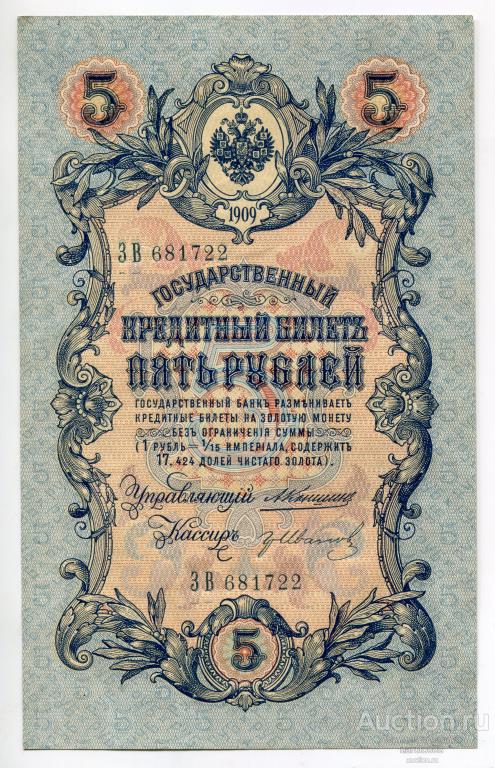 5 5
1909
ЗВ 681722
ГОСУДАРСТВЕННЫЙ
КРЕДИТНЫЙ БИЛЕТЪ
ПЯТЬ РУБЛЕЙ
ГОСУДАРСТВЕННЫЙ БАНКЪ РАЗМѢНИВАЕТЪ
КРЕДИТНЫЕ БИЛЕТЫ НА ЗОЛОТУЮ МОНЕТУ
БЕЗЪ ОГРАНИЧЕНІЯ СУММЫ
(1 РУБЛЬ = 1/15 ИМПЕРІАЛА, СОДЕРЖИТЪ
17,424 ДОЛЕЙ ЧИСТАГО ЗОЛОТА).
Управляющій
Кассиръ
ЗВ 681722
5
Auction.ru
auction.ru